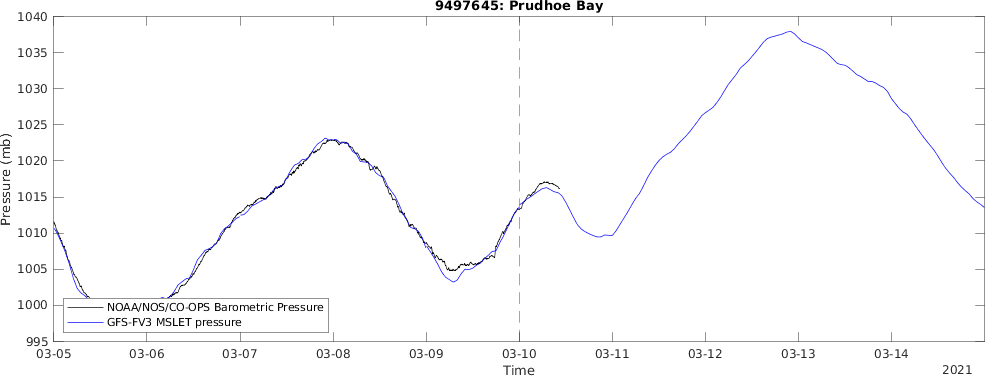 9497645: Prudhoe Bay
1040
1035
1030
1025
1020
1015
1010
1005
1000
995
Pressure (mb)
NOAA/NOS/CO-OPS Barometric Pressure
GFS-FV3 MSLET pressure
03-05 03-06 03-07 03-08 03-09 03-10 03-11 03-12 03-13 03-14
Time
2021